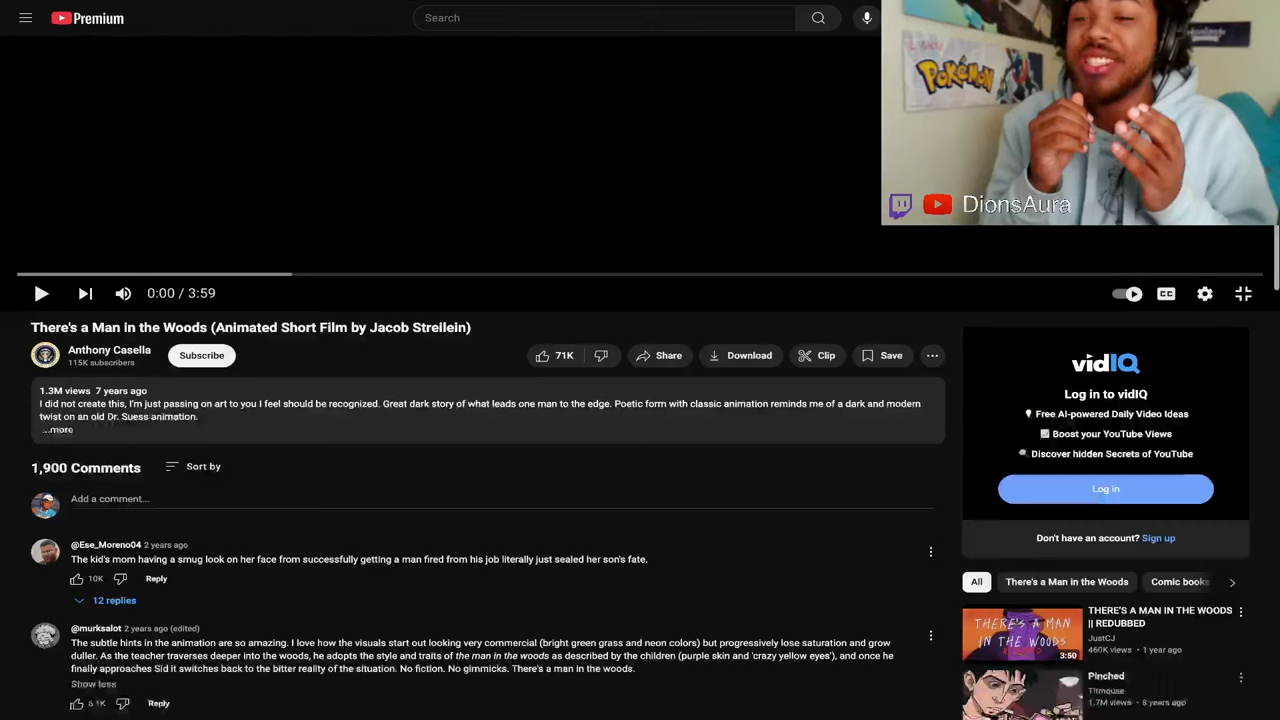 Premium
Search
POKÉMON
DionsAura
0:00 / 3:59
CC
There's a Man in the Woods (Animated Short Film by Jacob Streilein)
Anthony Casella
115K subscribers
Subscribe
71K
Share
Download
Clip
Save
1.3M views 7 years ago
I did not create this, I'm just passing on art to you I feel should be recognized. Great dark story of what leads one man to the edge. Poetic form with classic animation reminds me of a dark and modern
twist on an old Dr. Suess animation.
...more
1,900 Comments
Sort by
Add a comment...
@Ese_Moreno04 2 years ago
The kid's mom having a smug look on her face from successfully getting a man fired from his job literally just sealed her son's fate.
10K
Reply
12 replies
@murksalot 2 years ago (edited)
The subtle hints in the animation are so amazing. I love how the visuals start out looking very commercial (bright green grass and neon colors) but progressively lose saturation and grow
duller. As the teacher traverses deeper into the woods, he adopts the style and traits of the man in the woods as described by the children (purple skin and 'crazy yellow eyes'), and once he
finally approaches Sid it switches back to the bitter reality of the situation. No fiction. No gimmicks. There's a man in the woods.
Show less
6.1K
Reply
vidIQ
Log in to vidIQ
Free AI-powered Daily Video Ideas
Boost your YouTube Views
Discover hidden Secrets of YouTube
Log in
Don't have an account? Sign up
All
There's a Man in the Woods
Comic books
THERE'S A MAN
IN THE WOODS
3:50
THERE'S A MAN IN THE WOODS
|| REDUBBED
JustCJ
460K views • 1 year ago
Pinched
Titmouse
1.7M views • 8 years ago